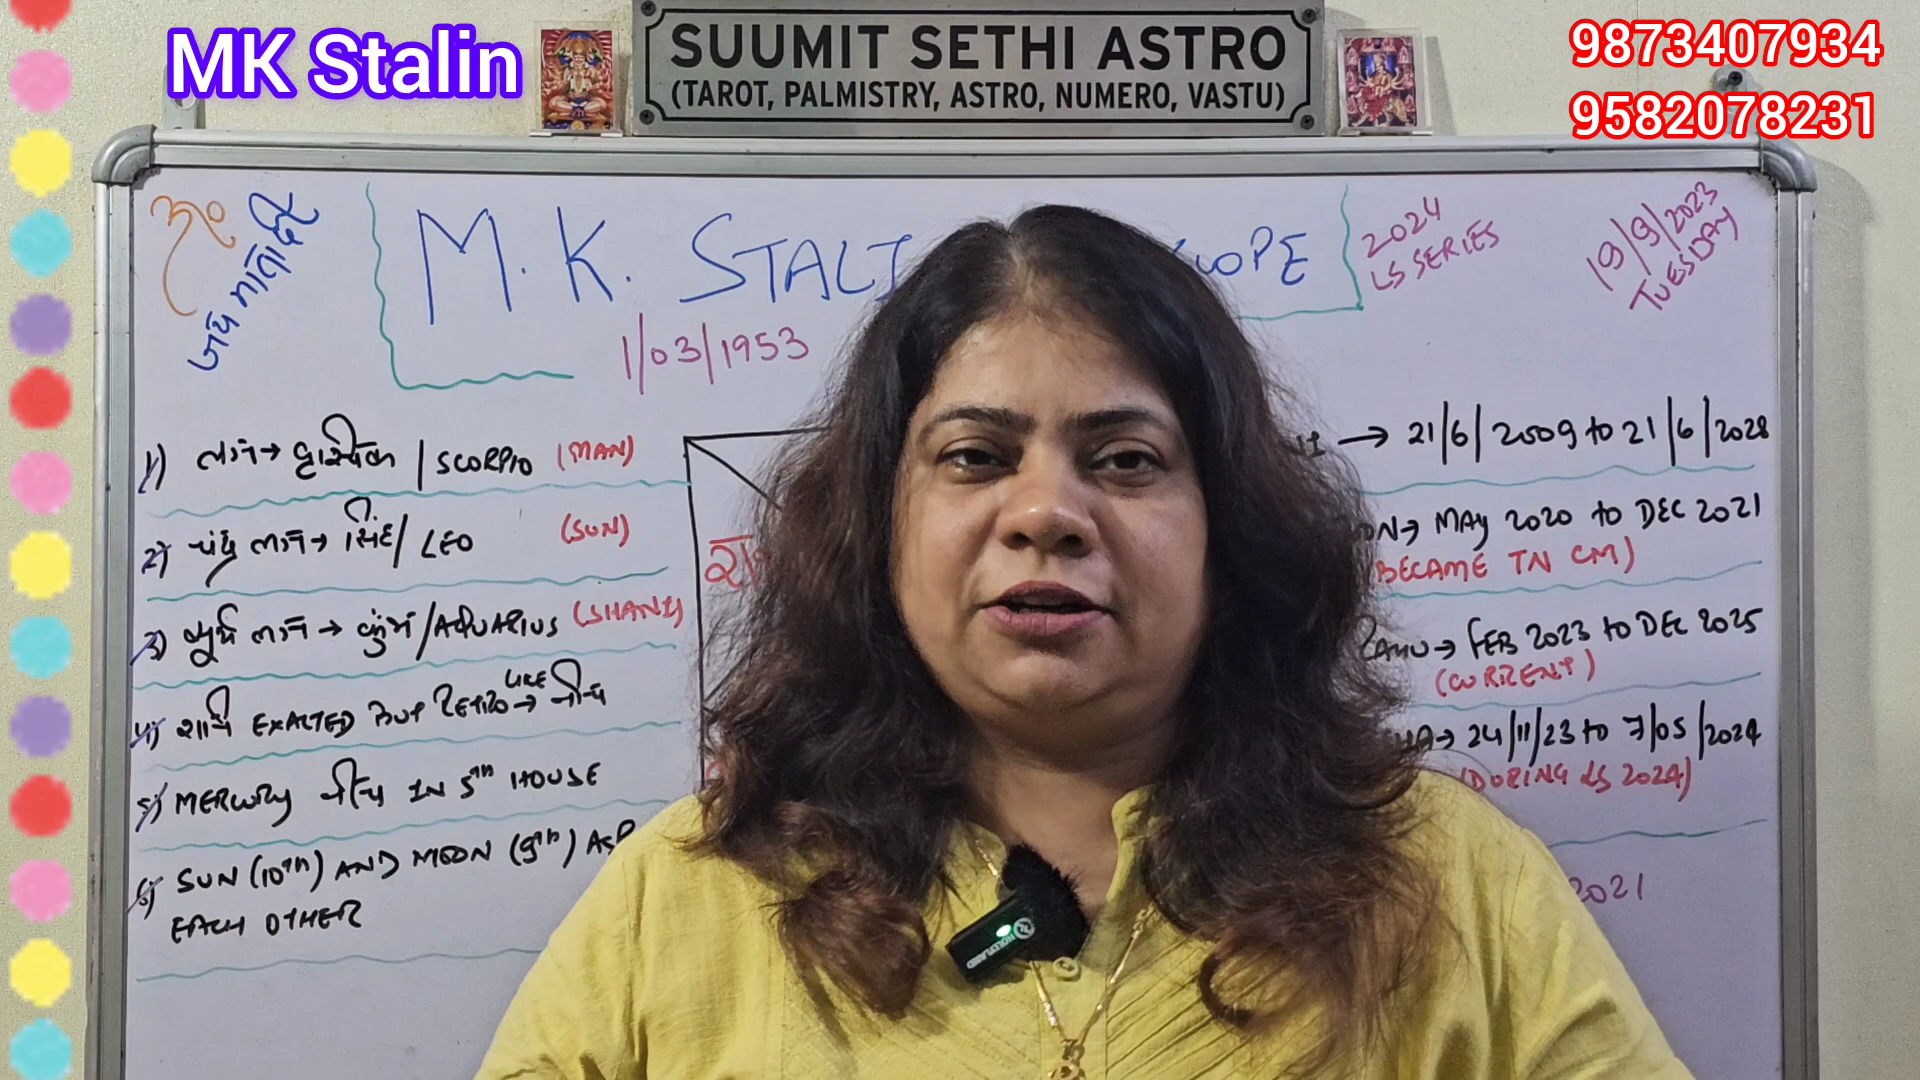 MK Stalin
SUUMIT SETHI ASTRO
(TAROT, PALMISTRY, ASTRO, NUMERO, VASTU)
9873407934
9582078231
ॐ
जय माता दी
M. K. STALI
OPE
1/03/1953
2024
LS SERIES
19/9/2023
TUESDAY
1) लग्न → वृश्चिक / SCORPIO (MAN)
2) चंद्र लग्न → सिंह / LEO (SUN)
3) सूर्य लग्न → कुंभ / AQUARIUS (SHANI)
4) शनि EXALTED BUT RETRO → LIKE नीच
5) MERCURY नीच IN 5TH HOUSE
6) SUN (10TH) AND MOON (9TH) ASP
EACH OTHER
→ 21/6/2009 to 21/6/2028
ON → MAY 2020 to DEC 2021
BECAME TN CM)
RAHU → FEB 2023 to DEC 2025
(CURRENT)
HA → 24/11/23 to 7/05/2024
(DURING LS 2024)
2021